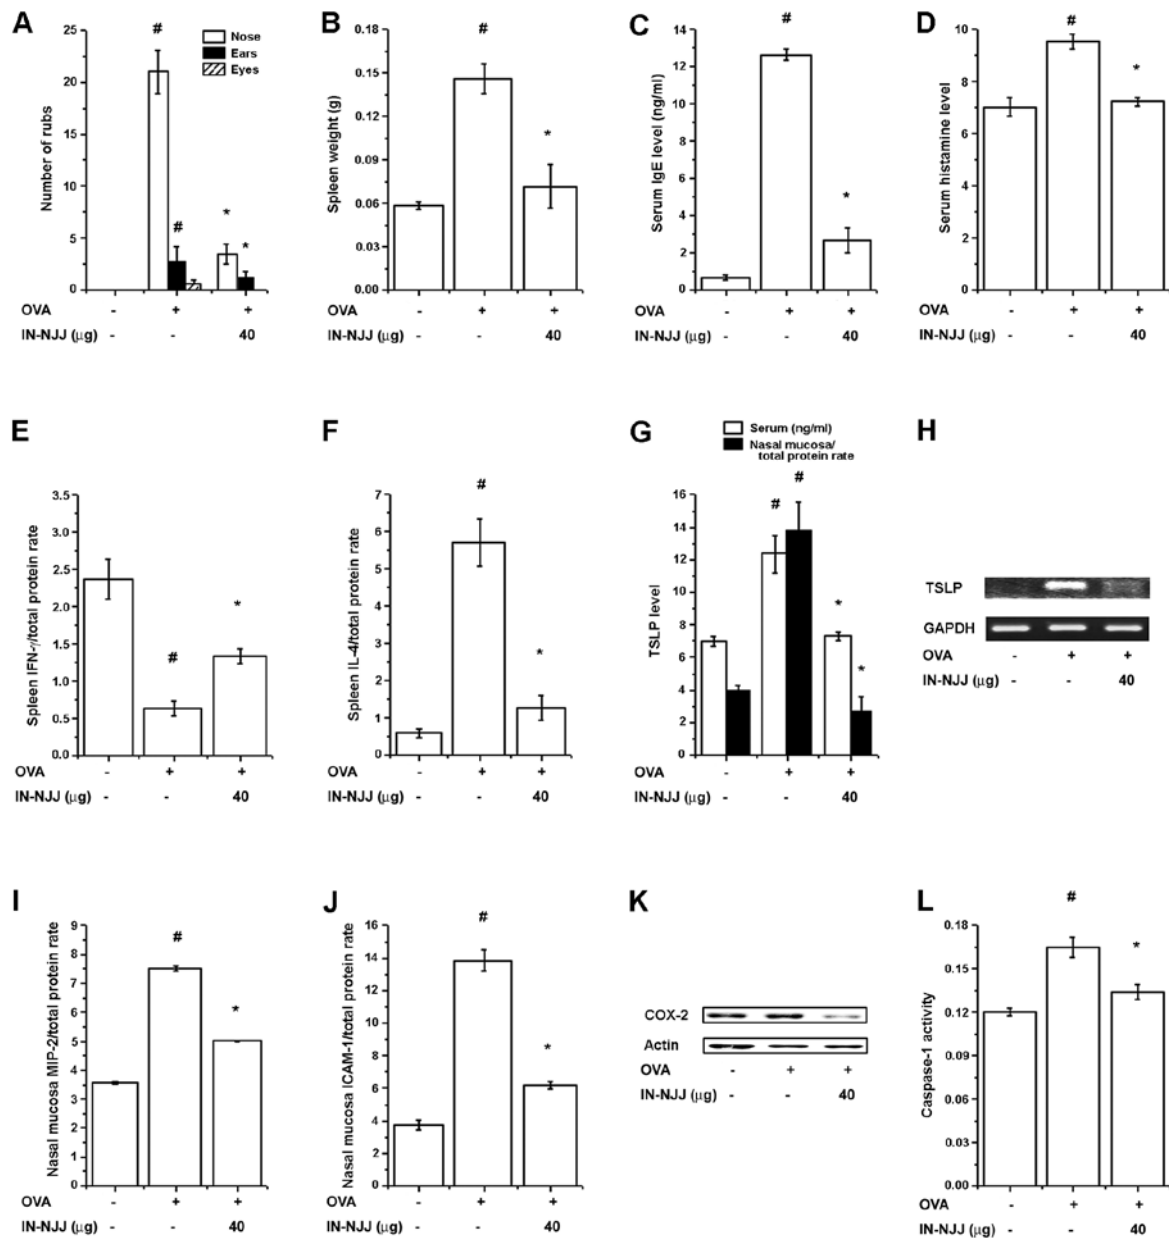 A
Nose
Ears
Eyes
Number of rubs
25
20
15
10
5
0
OVA - + +
IN-NJJ (μg) - - 40
# # * *
B
Spleen weight (g)
0.18
0.15
0.12
0.09
0.06
0.03
0.00
OVA - + +
IN-NJJ (μg) - - 40
# *
C
Serum IgE level (ng/ml)
14
12
10
8
6
4
2
0
OVA - + +
IN-NJJ (μg) - - 40
# *
D
Serum histamine level
10
8
6
4
2
0
OVA - + +
IN-NJJ (μg) - - 40
# *
E
Spleen IFN-γ/total protein rate
3.5
3.0
2.5
2.0
1.5
1.0
0.5
0.0
OVA - + +
IN-NJJ (μg) - - 40
# *
F
Spleen IL-4/total protein rate
7
6
5
4
3
2
1
0
OVA - + +
IN-NJJ (μg) - - 40
# *
G
Serum (ng/ml)
Nasal mucosa/
total protein rate
TSLP level
16
14
12
10
8
6
4
2
0
OVA - + +
IN-NJJ (μg) - - 40
# # * *
H
TSLP
GAPDH
OVA - + +
IN-NJJ (μg) - - 40
I
Nasal mucosa MIP-2/total protein rate
9
8
7
6
5
4
3
2
1
0
OVA - + +
IN-NJJ (μg) - - 40
# *
J
Nasal mucosa ICAM-1/total protein rate
16
14
12
10
8
6
4
2
0
OVA - + +
IN-NJJ (μg) - - 40
# *
K
COX-2
Actin
OVA - + +
IN-NJJ (μg) - - 40
L
Caspase-1 activity
0.18
0.15
0.12
0.09
0.06
0.03
0.00
OVA - + +
IN-NJJ (μg) - - 40
# *